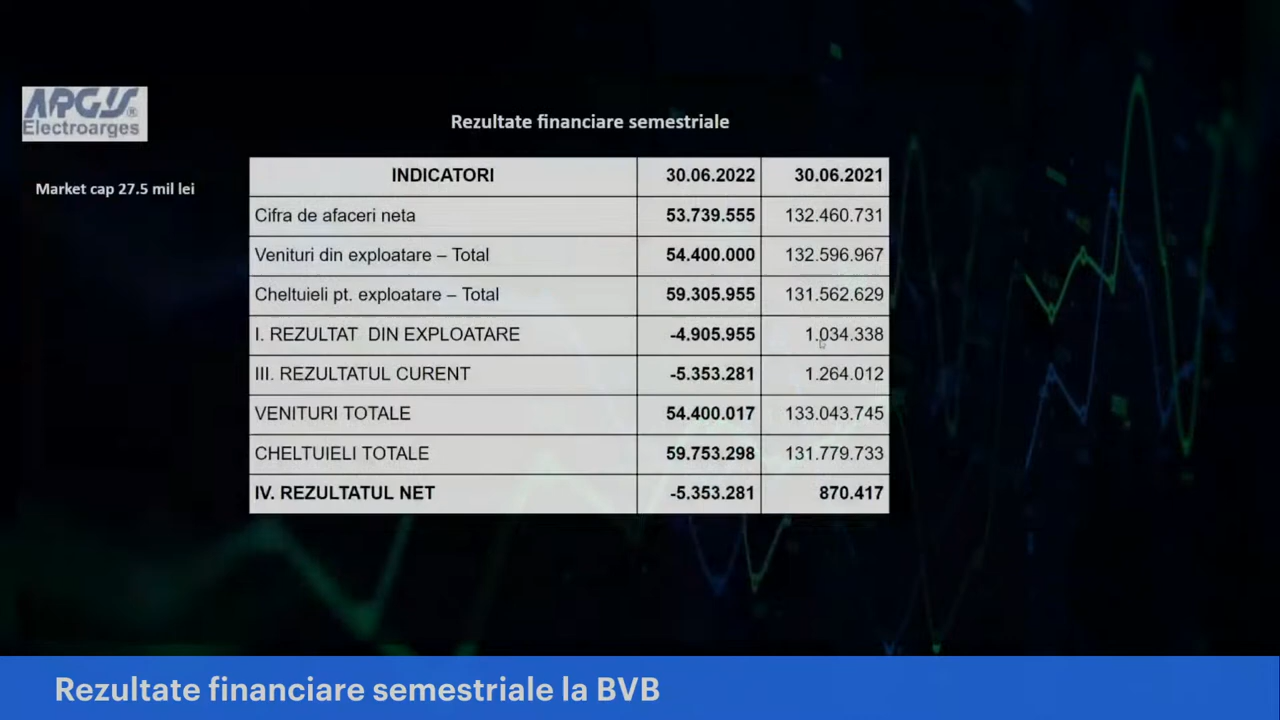 ARGUS®
Electroarges
Rezultate financiare semestriale
Market cap 27.5 mil lei
INDICATORI 30.06.2022 30.06.2021
Cifra de afaceri neta 53.739.555 132.460.731
Venituri din exploatare – Total 54.400.000 132.596.967
Cheltuieli pt. exploatare – Total 59.305.955 131.562.629
I. REZULTAT DIN EXPLOATARE -4.905.955 1.034.338
III. REZULTATUL CURENT -5.353.281 1.264.012
VENITURI TOTALE 54.400.017 133.043.745
CHELTUIELI TOTALE 59.753.298 131.779.733
IV. REZULTATUL NET -5.353.281 870.417
Rezultate financiare semestriale la BVB